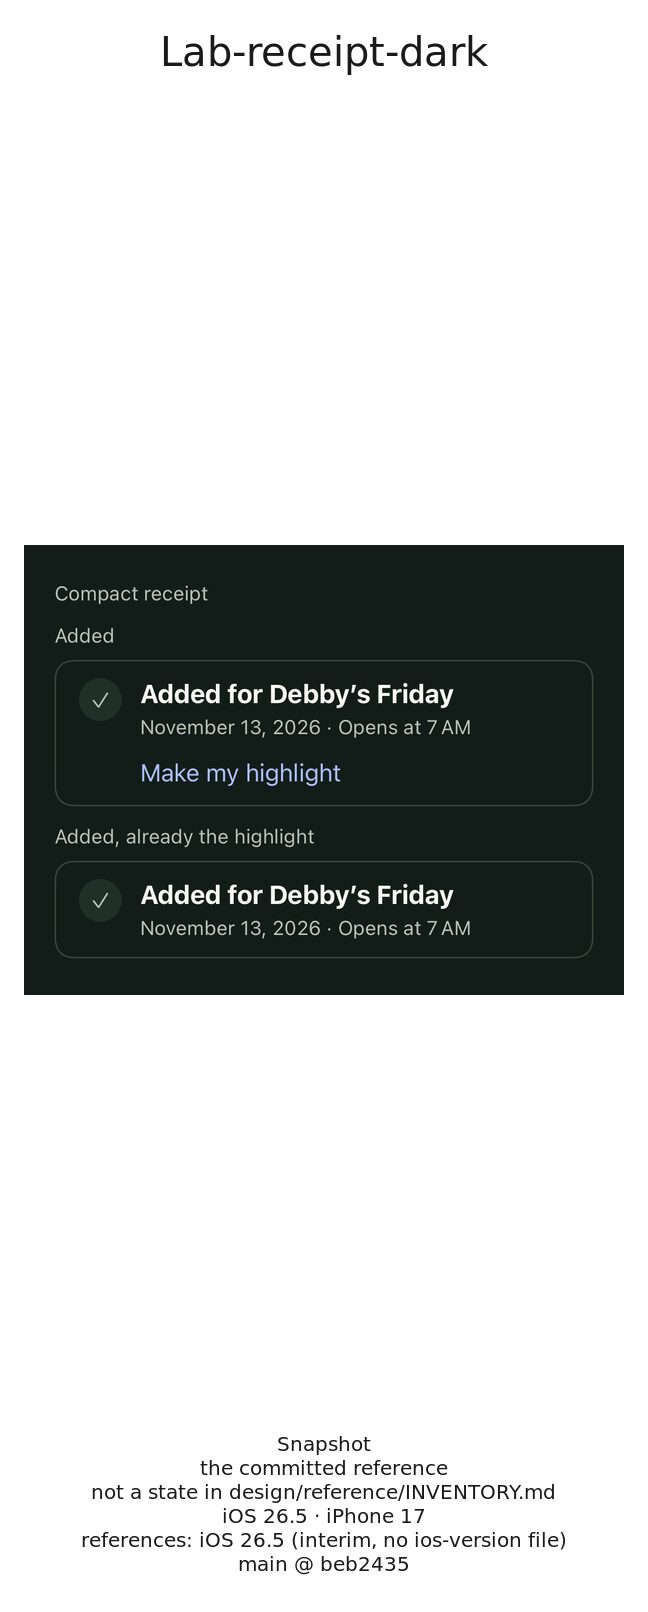 Lab-receipt-dark
Compact receipt
Added
Added for Debby’s Friday
November 13, 2026 · Opens at 7 AM
Make my highlight
Added, already the highlight
Added for Debby’s Friday
November 13, 2026 · Opens at 7 AM
Snapshot
the committed reference
not a state in design/reference/INVENTORY.md
iOS 26.5 · iPhone 17
references: iOS 26.5 (interim, no ios-version file)
main @ beb2435